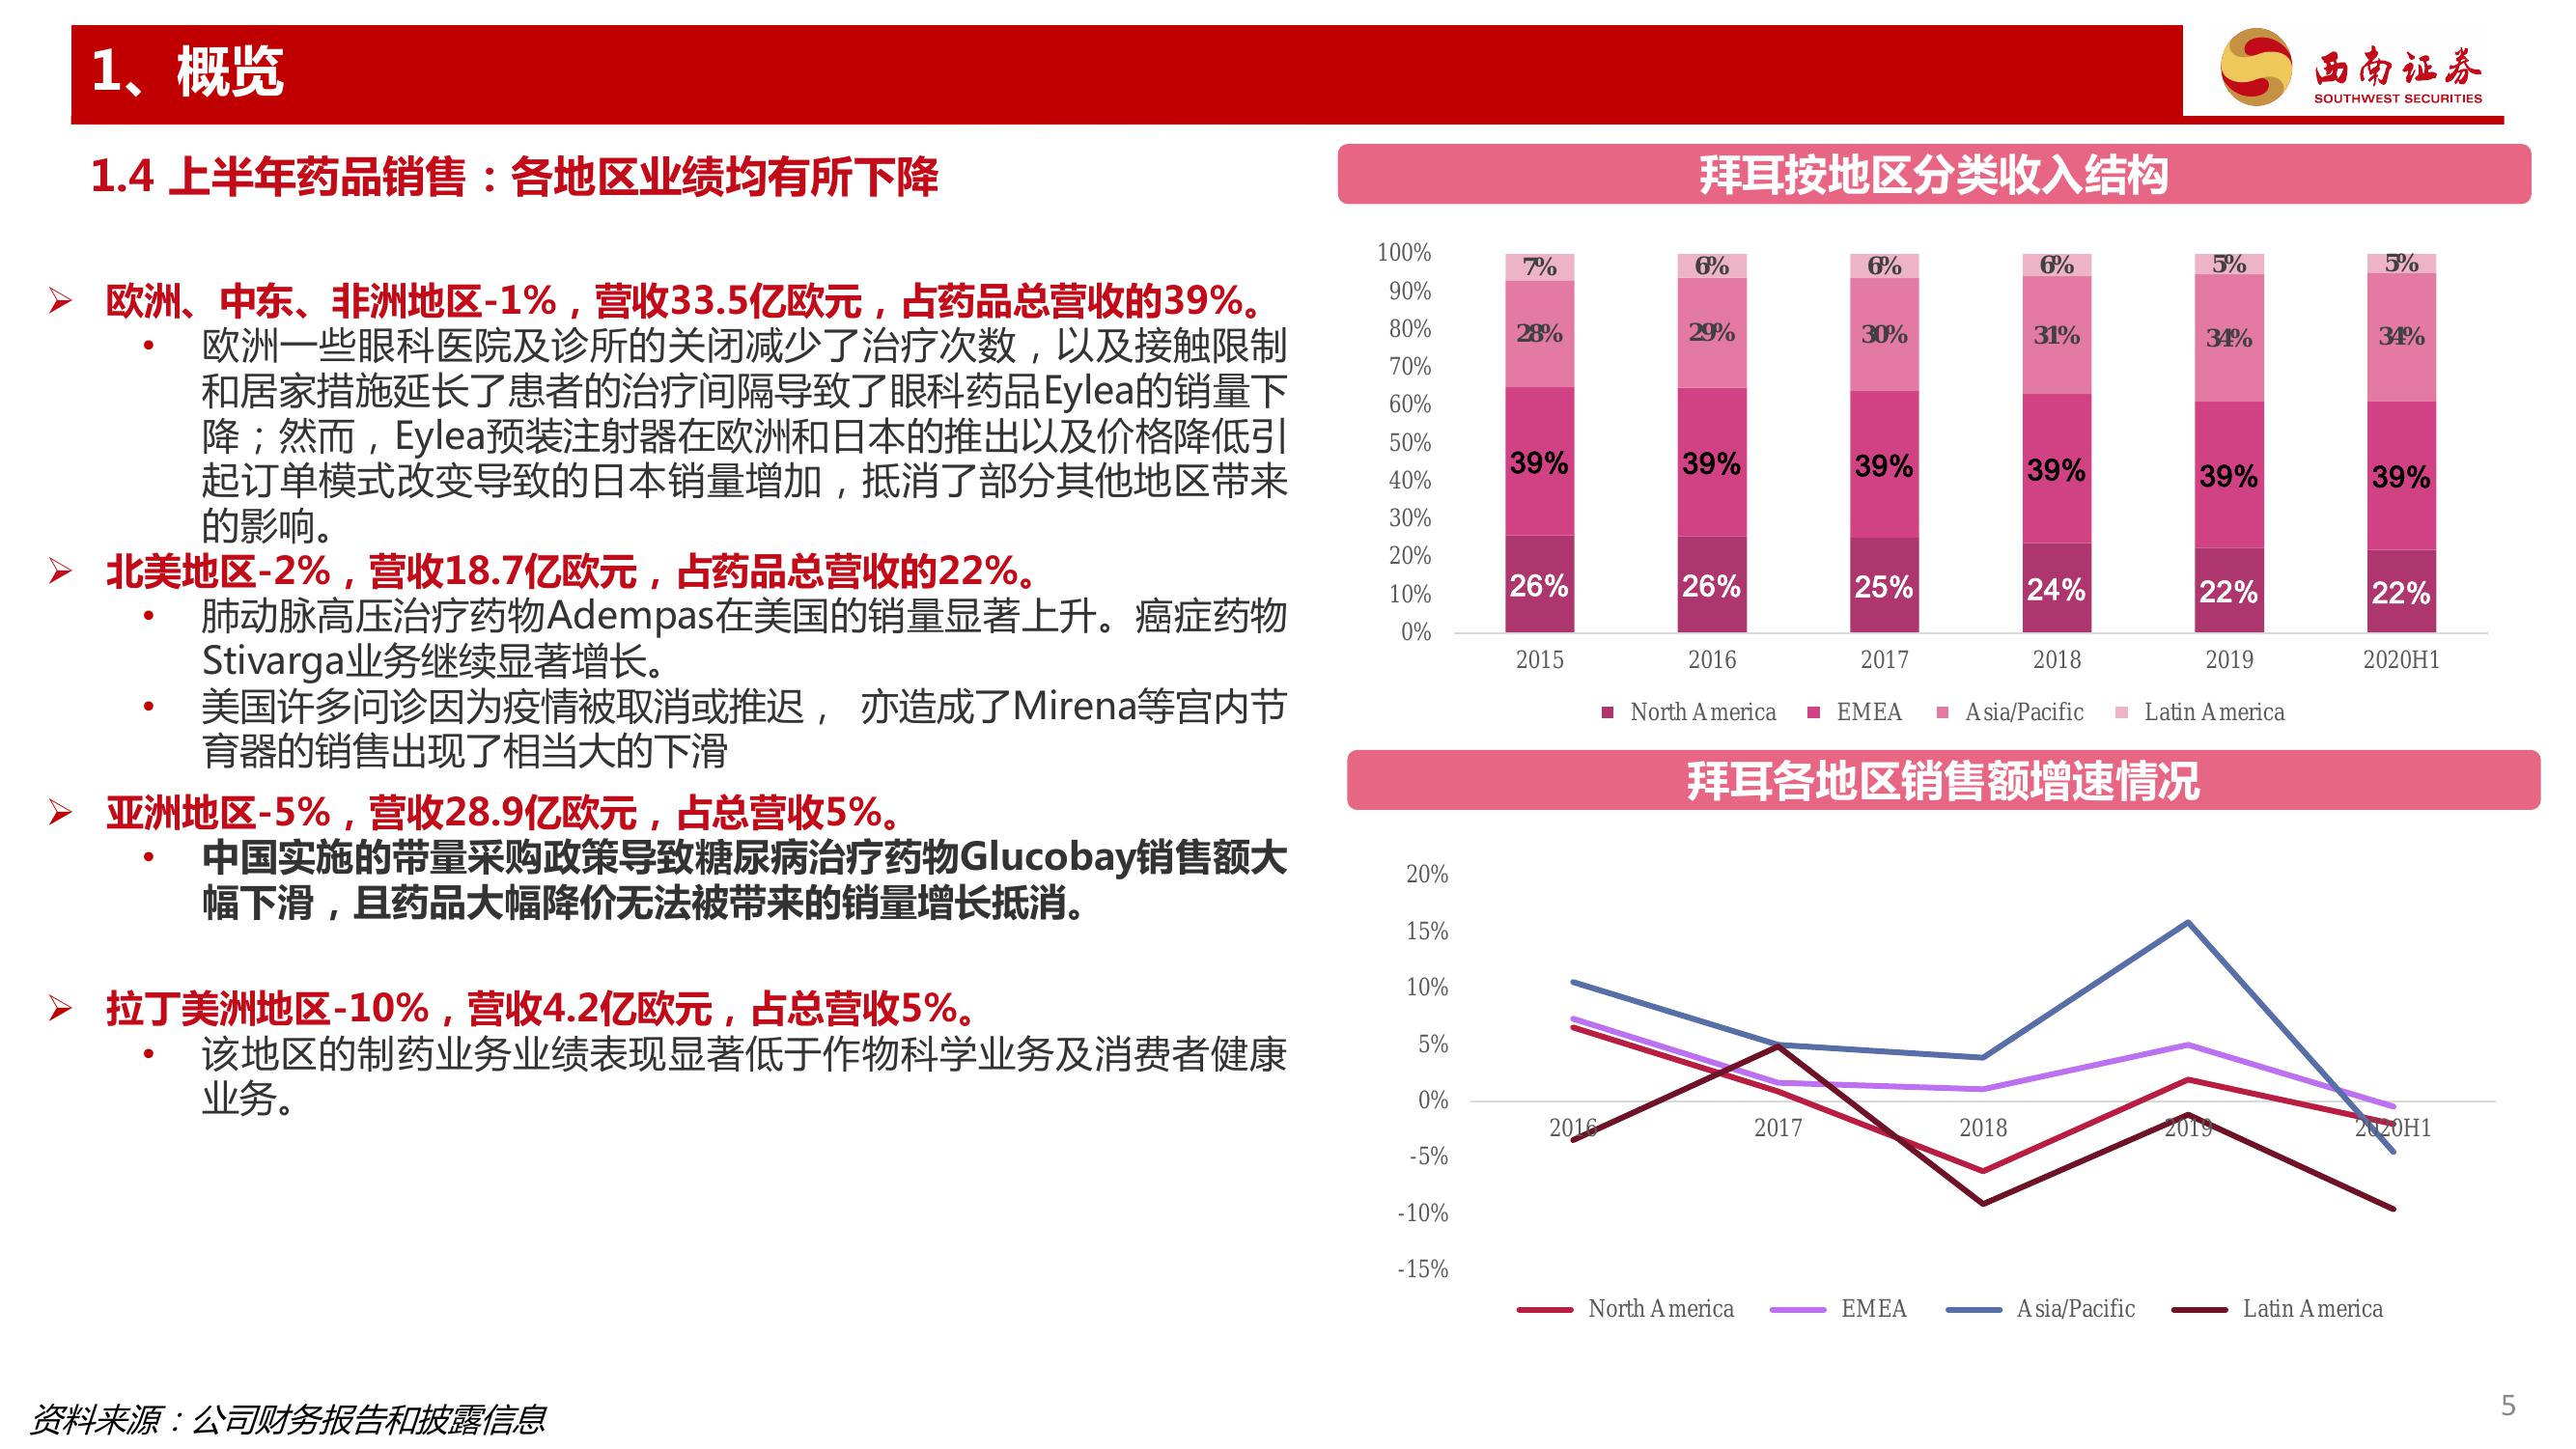 1、概览
西南证券
SOUTHWEST SECURITIES
1.4 上半年药品销售：各地区业绩均有所下降
➢ 欧洲、中东、非洲地区-1%，营收33.5亿欧元，占药品总营收的39%。
• 欧洲一些眼科医院及诊所的关闭减少了治疗次数，以及接触限制
和居家措施延长了患者的治疗间隔导致了眼科药品Eylea的销量下
降；然而，Eylea预装注射器在欧洲和日本的推出以及价格降低引
起订单模式改变导致的日本销量增加，抵消了部分其他地区带来
的影响。
➢ 北美地区-2%，营收18.7亿欧元，占药品总营收的22%。
• 肺动脉高压治疗药物Adempas在美国的销量显著上升。癌症药物
Stivarga业务继续显著增长。
• 美国许多问诊因为疫情被取消或推迟， 亦造成了Mirena等宫内节
育器的销售出现了相当大的下滑
➢ 亚洲地区-5%，营收28.9亿欧元，占总营收5%。
• 中国实施的带量采购政策导致糖尿病治疗药物Glucobay销售额大
幅下滑，且药品大幅降价无法被带来的销量增长抵消。
➢ 拉丁美洲地区-10%，营收4.2亿欧元，占总营收5%。
• 该地区的制药业务业绩表现显著低于作物科学业务及消费者健康
业务。
拜耳按地区分类收入结构
100%
90%
80%
70%
60%
50%
40%
30%
20%
10%
0%
7% 6% 6% 6% 5% 5%
28% 29% 30% 31% 34% 34%
39% 39% 39% 39% 39% 39%
26% 26% 25% 24% 22% 22%
2015 2016 2017 2018 2019 2020H1
North America EMEA Asia/Pacific Latin America
拜耳各地区销售额增速情况
20%
15%
10%
5%
0%
-5%
-10%
-15%
2016 2017 2018 2019 2020H1
North America EMEA Asia/Pacific Latin America
资料来源：公司财务报告和披露信息
5